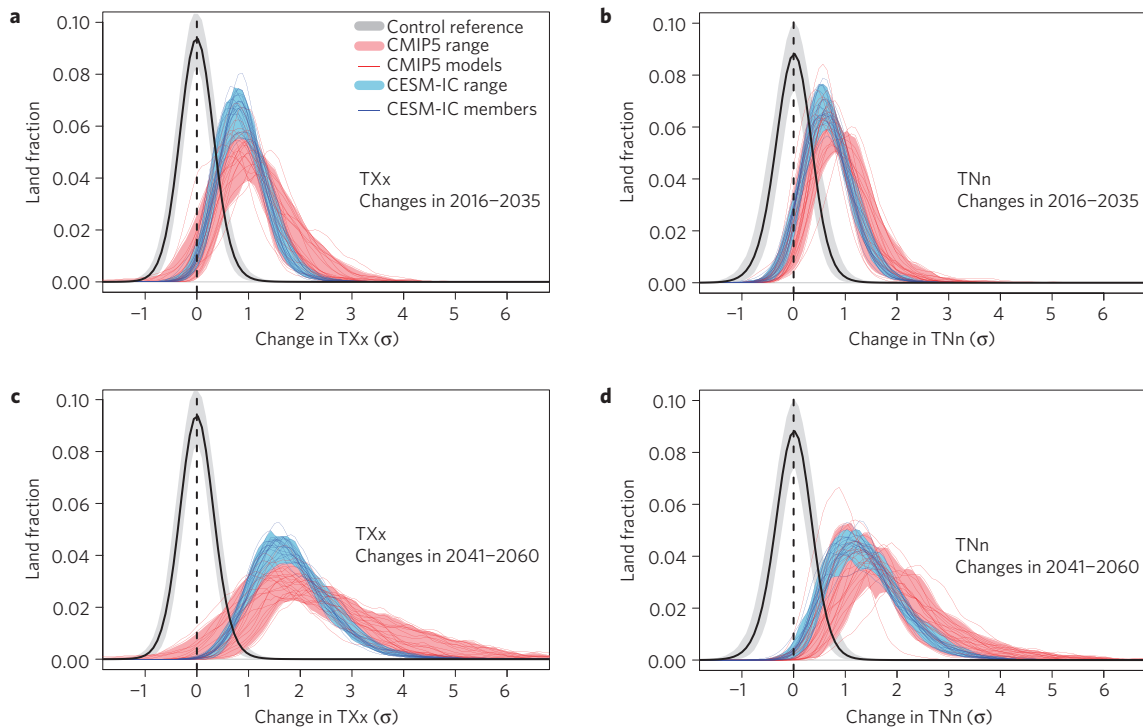 a
0.10
0.08
0.06
0.04
0.02
0.00
Land fraction
Control reference
CMIP5 range
CMIP5 models
CESM-IC range
CESM-IC members
TXx
Changes in 2016–2035
−1 0 1 2 3 4 5 6
Change in TXx (σ)
b
0.10
0.08
0.06
0.04
0.02
0.00
Land fraction
TNn
Changes in 2016–2035
−1 0 1 2 3 4 5 6
Change in TNn (σ)
c
0.10
0.08
0.06
0.04
0.02
0.00
Land fraction
TXx
Changes in 2041–2060
−1 0 1 2 3 4 5 6
Change in TXx (σ)
d
0.10
0.08
0.06
0.04
0.02
0.00
Land fraction
TNn
Changes in 2041–2060
−1 0 1 2 3 4 5 6
Change in TNn (σ)